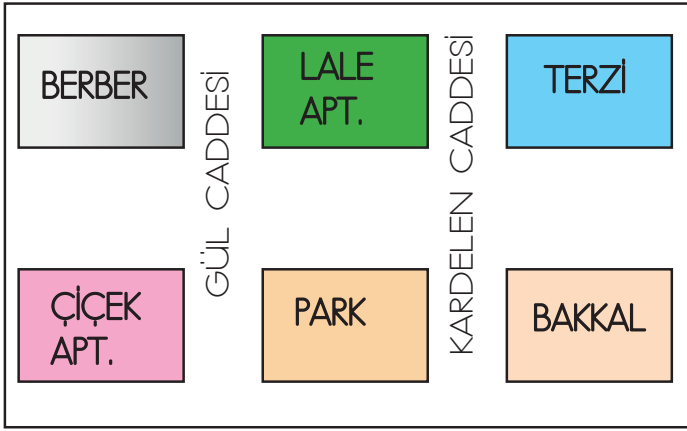 BERBER
GÜL CADDESİ
LALE
APT.
KARDELEN CADDESİ
TERZİ
ÇİÇEK
APT.
PARK
BAKKAL